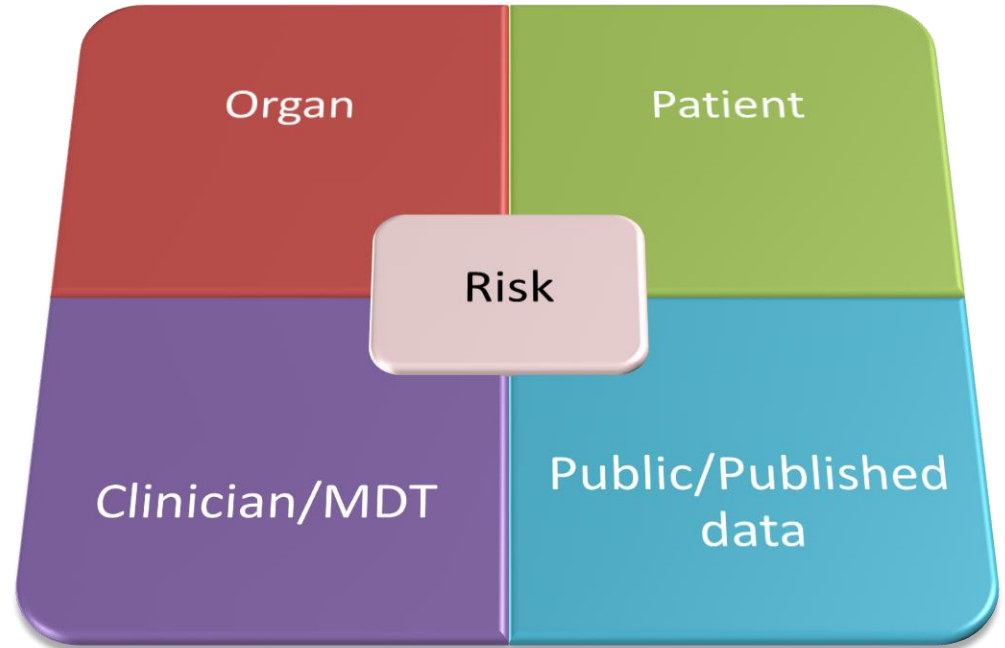 Organ
Patient
Risk
Clinician/MDT
Public/Published
data